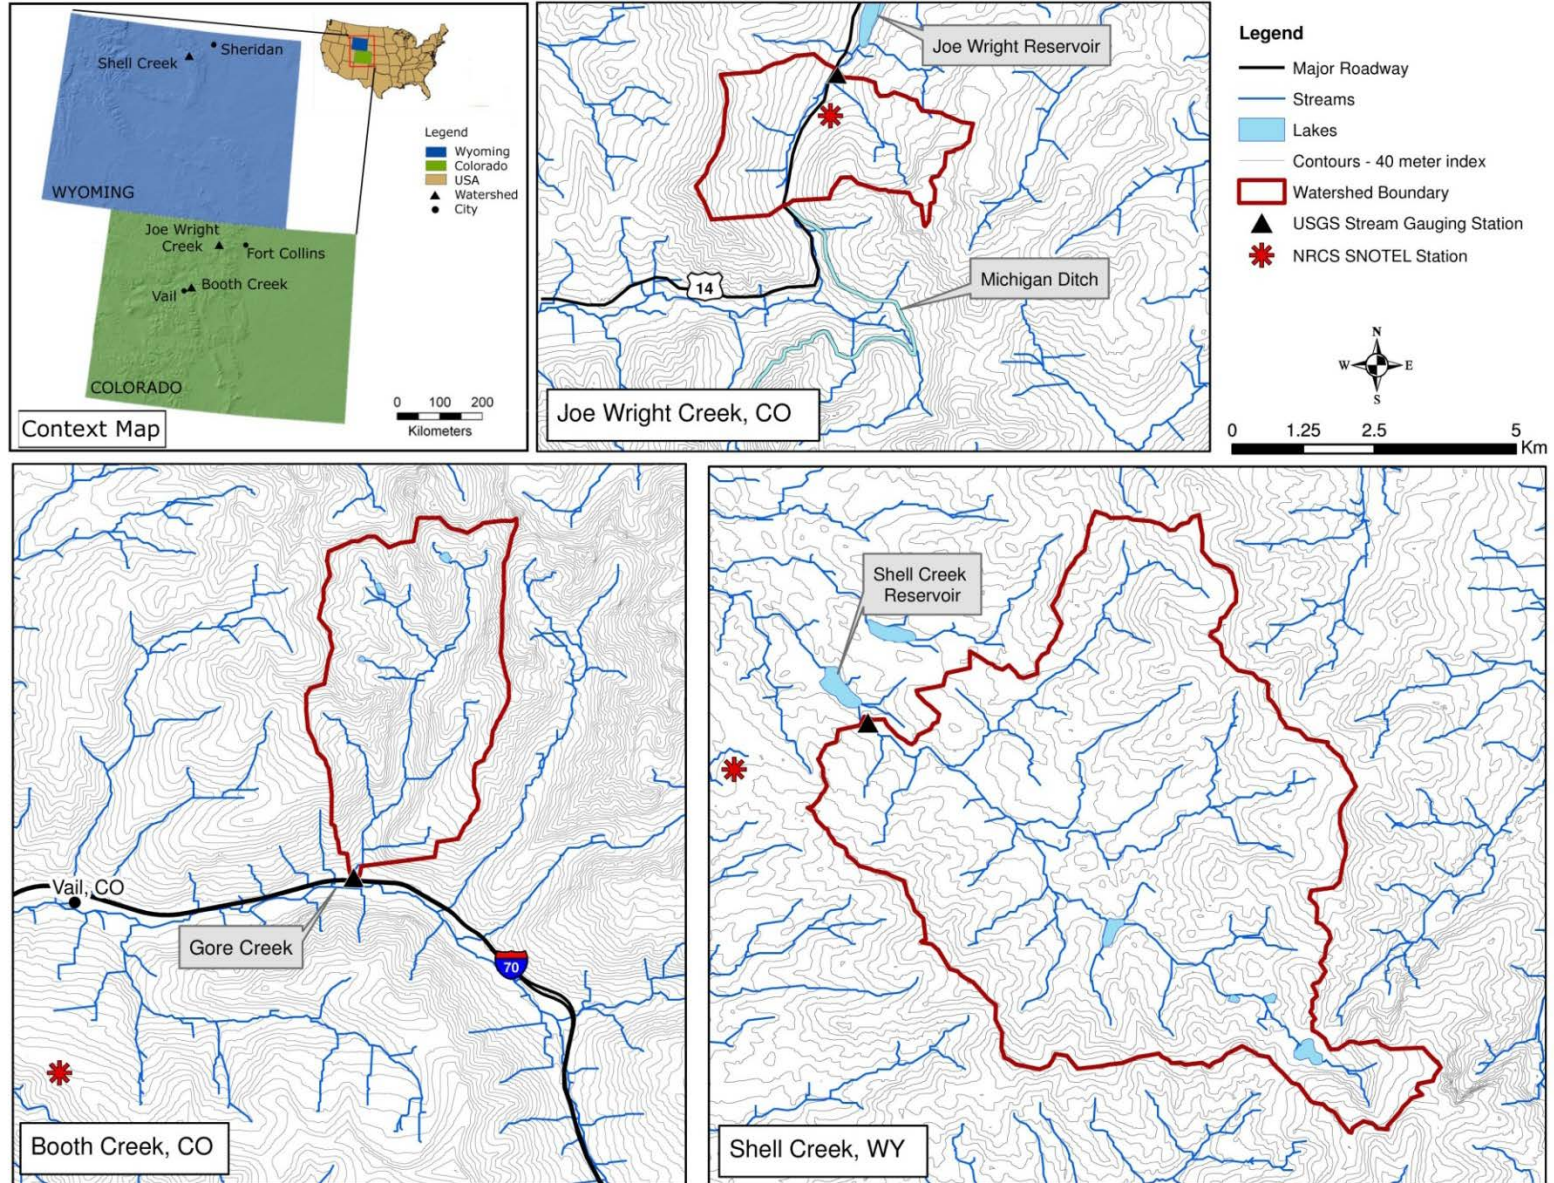 Sheridan
Shell Creek
WYOMING
Legend
Wyoming
Colorado
USA
Watershed
City
Joe Wright
Creek
Fort Collins
Booth Creek
Vail
COLORADO
0 100 200
Kilometers
Context Map
Joe Wright Reservoir
14
Michigan Ditch
Joe Wright Creek, CO
Legend
Major Roadway
Streams
Lakes
Contours - 40 meter index
Watershed Boundary
USGS Stream Gauging Station
NRCS SNOTEL Station
N
W E
S
0 1.25 2.5 5
Km
Vail, CO
Gore Creek
70
Booth Creek, CO
Shell Creek
Reservoir
Shell Creek, WY